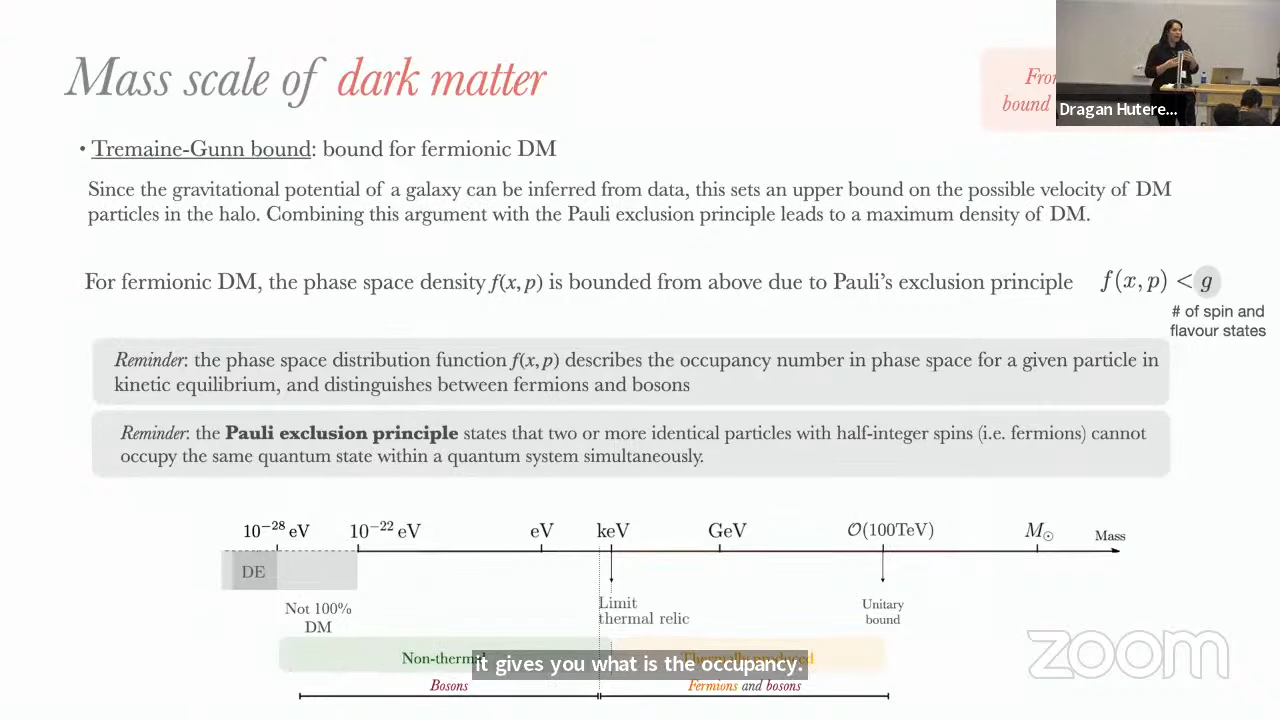 Mass scale of dark matter
bound
Dragan Hutere...
• Tremaine-Gunn bound: bound for fermionic DM
Since the gravitational potential of a galaxy can be inferred from data, this sets an upper bound on the possible velocity of DM
particles in the halo. Combining this argument with the Pauli exclusion principle leads to a maximum density of DM.
For fermionic DM, the phase space density f(x, p) is bounded from above due to Pauli's exclusion principle f(x, p) < g
# of spin and
flavour states
Reminder: the phase space distribution function f(x, p) describes the occupancy number in phase space for a given particle in
kinetic equilibrium, and distinguishes between fermions and bosons
Reminder: the Pauli exclusion principle states that two or more identical particles with half-integer spins (i.e. fermions) cannot
occupy the same quantum state within a quantum system simultaneously.
10⁻²⁸ eV 10⁻²² eV eV keV GeV O(100TeV) M☉ Mass
DE
Not 100%
DM
Limit
thermal relic
Unitary
bound
it gives you what is the occupancy.
Bosons
Fermions and bosons
zoom